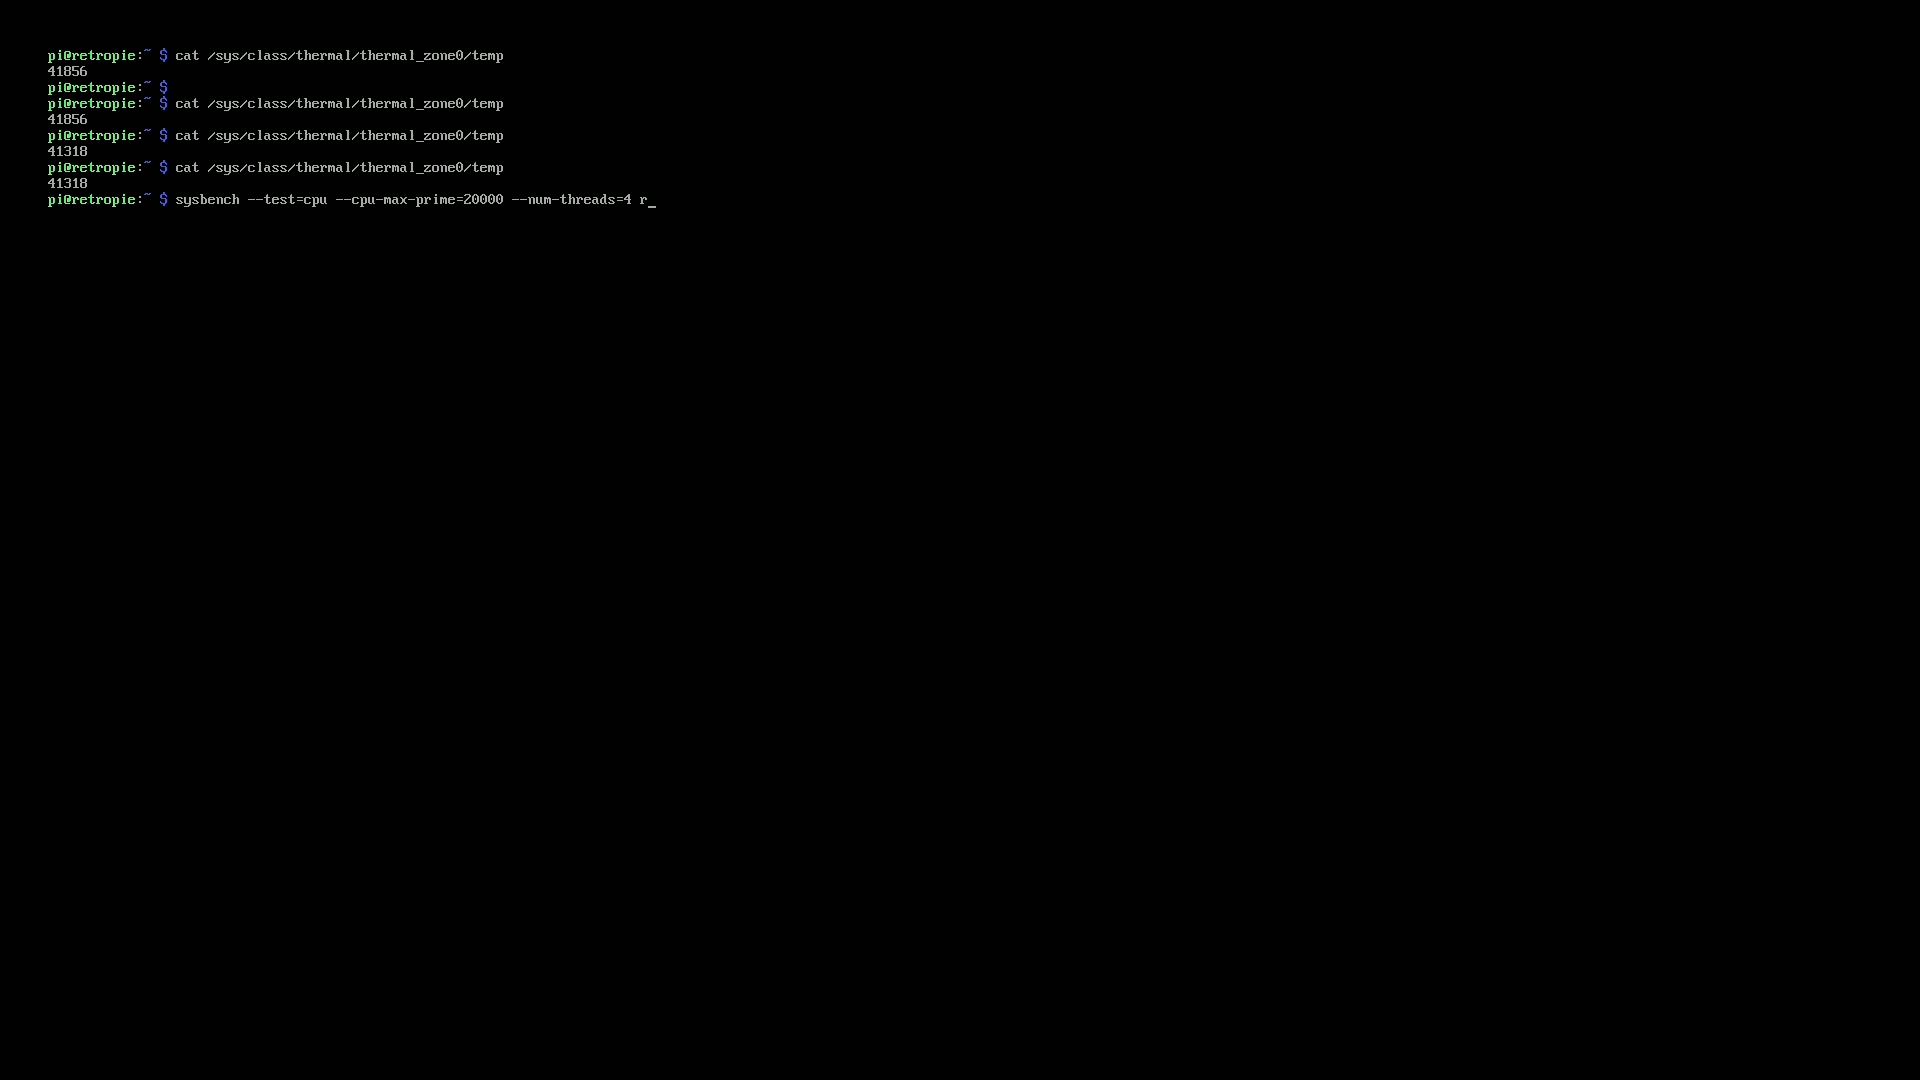 pi@retropie:~ $ cat /sys/class/thermal/thermal_zone0/temp
41856
pi@retropie:~ $
pi@retropie:~ $ cat /sys/class/thermal/thermal_zone0/temp
41856
pi@retropie:~ $ cat /sys/class/thermal/thermal_zone0/temp
41318
pi@retropie:~ $ cat /sys/class/thermal/thermal_zone0/temp
41318
pi@retropie:~ $ sysbench --test=cpu --cpu-max-prime=20000 --num-threads=4 r_